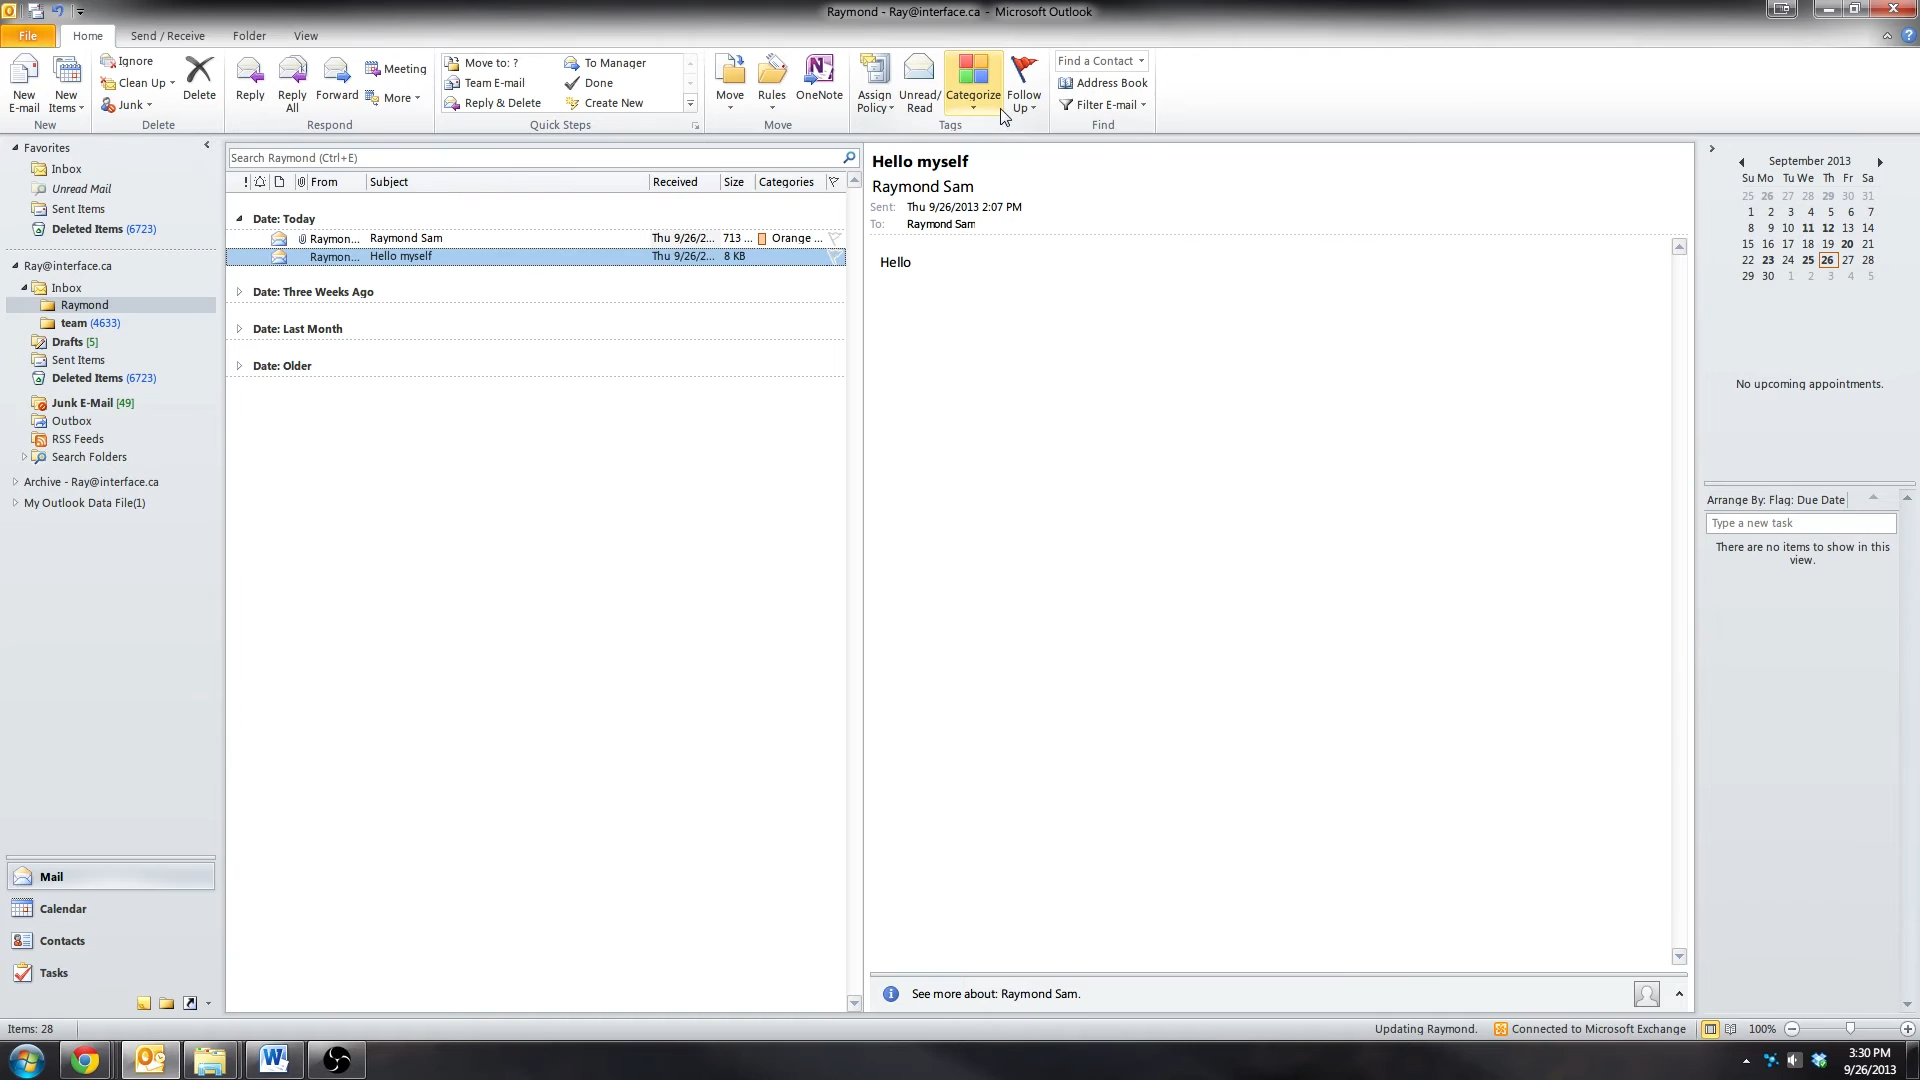 Raymond - Ray@interface.ca - Microsoft Outlook
File Home Send / Receive Folder View
New E-mail
New Items
New
Ignore
Clean Up
Junk
Delete
Delete
Reply
Reply All
Forward
Meeting
More
Respond
Move to: ?
Team E-mail
Reply & Delete
To Manager
Done
Create New
Quick Steps
Move
Rules
OneNote
Move
Assign Policy
Unread/ Read
Categorize
Follow Up
Tags
Find a Contact
Address Book
Filter E-mail
Find
Favorites
Inbox
Unread Mail
Sent Items
Deleted Items (6723)
Ray@interface.ca
Inbox
Raymond
team (4633)
Drafts [5]
Sent Items
Deleted Items (6723)
Junk E-Mail [49]
Outbox
RSS Feeds
Search Folders
Archive - Ray@interface.ca
My Outlook Data File(1)
Mail
Calendar
Contacts
Tasks
Search Raymond (Ctrl+E)
! From Subject Received Size Categories
Date: Today
Raymon... Raymond Sam Thu 9/26/2... 713 ... Orange ...
Raymon... Hello myself Thu 9/26/2... 8 KB
Date: Three Weeks Ago
Date: Last Month
Date: Older
Hello myself
Raymond Sam
Sent: Thu 9/26/2013 2:07 PM
To: Raymond Sam
Hello
See more about: Raymond Sam.
September 2013
Su Mo Tu We Th Fr Sa
25 26 27 28 29 30 31
1 2 3 4 5 6 7
8 9 10 11 12 13 14
15 16 17 18 19 20 21
22 23 24 25 26 27 28
29 30 1 2 3 4 5
No upcoming appointments.
Arrange By: Flag: Due Date
Type a new task
There are no items to show in this
view.
Items: 28
Updating Raymond. Connected to Microsoft Exchange 100%
3:30 PM
9/26/2013